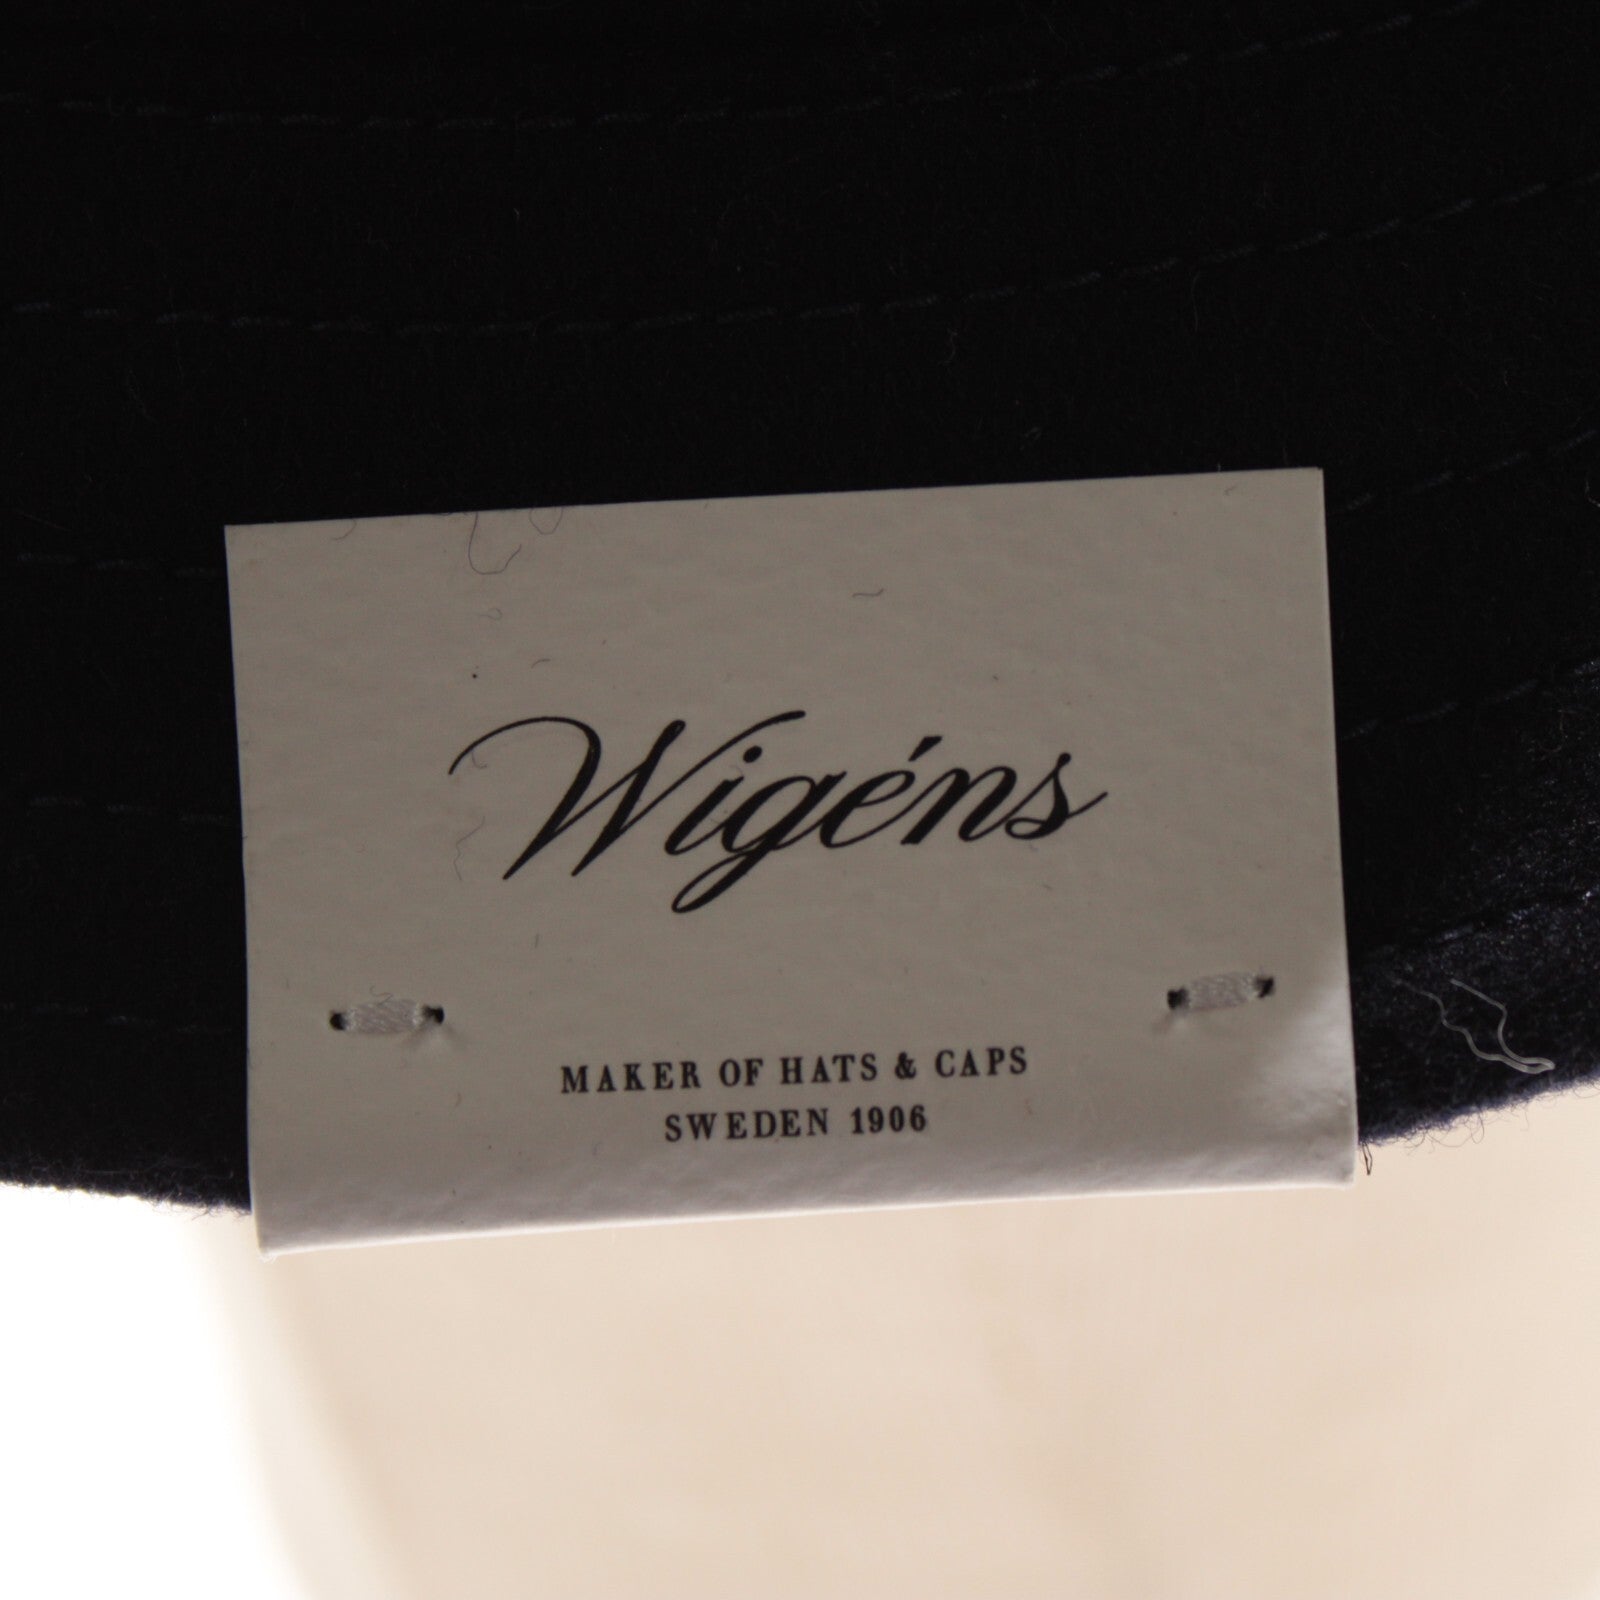 Wigéns
MAKER OF HATS & CAPS
SWEDEN 1906